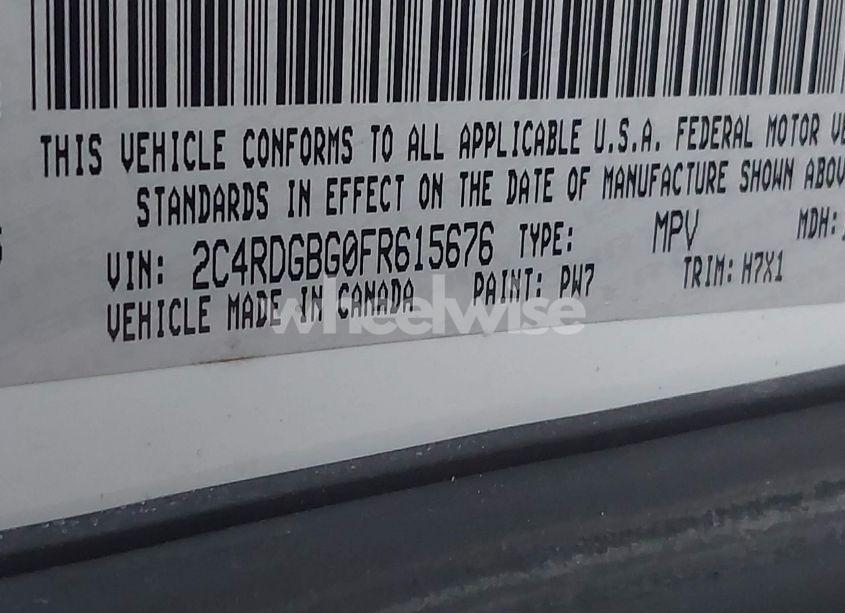 THIS VEHICLE CONFORMS TO ALL APPLICABLE U.S.A. FEDERAL MOTOR
STANDARDS IN EFFECT ON THE DATE OF MANUFACTURE SHOWN
VIN: 2C4RDGBG0FR615676 TYPE: MPV MDH:
VEHICLE MADE IN CANADA PAINT: PW7 TRIM: H7X1
wheelwise